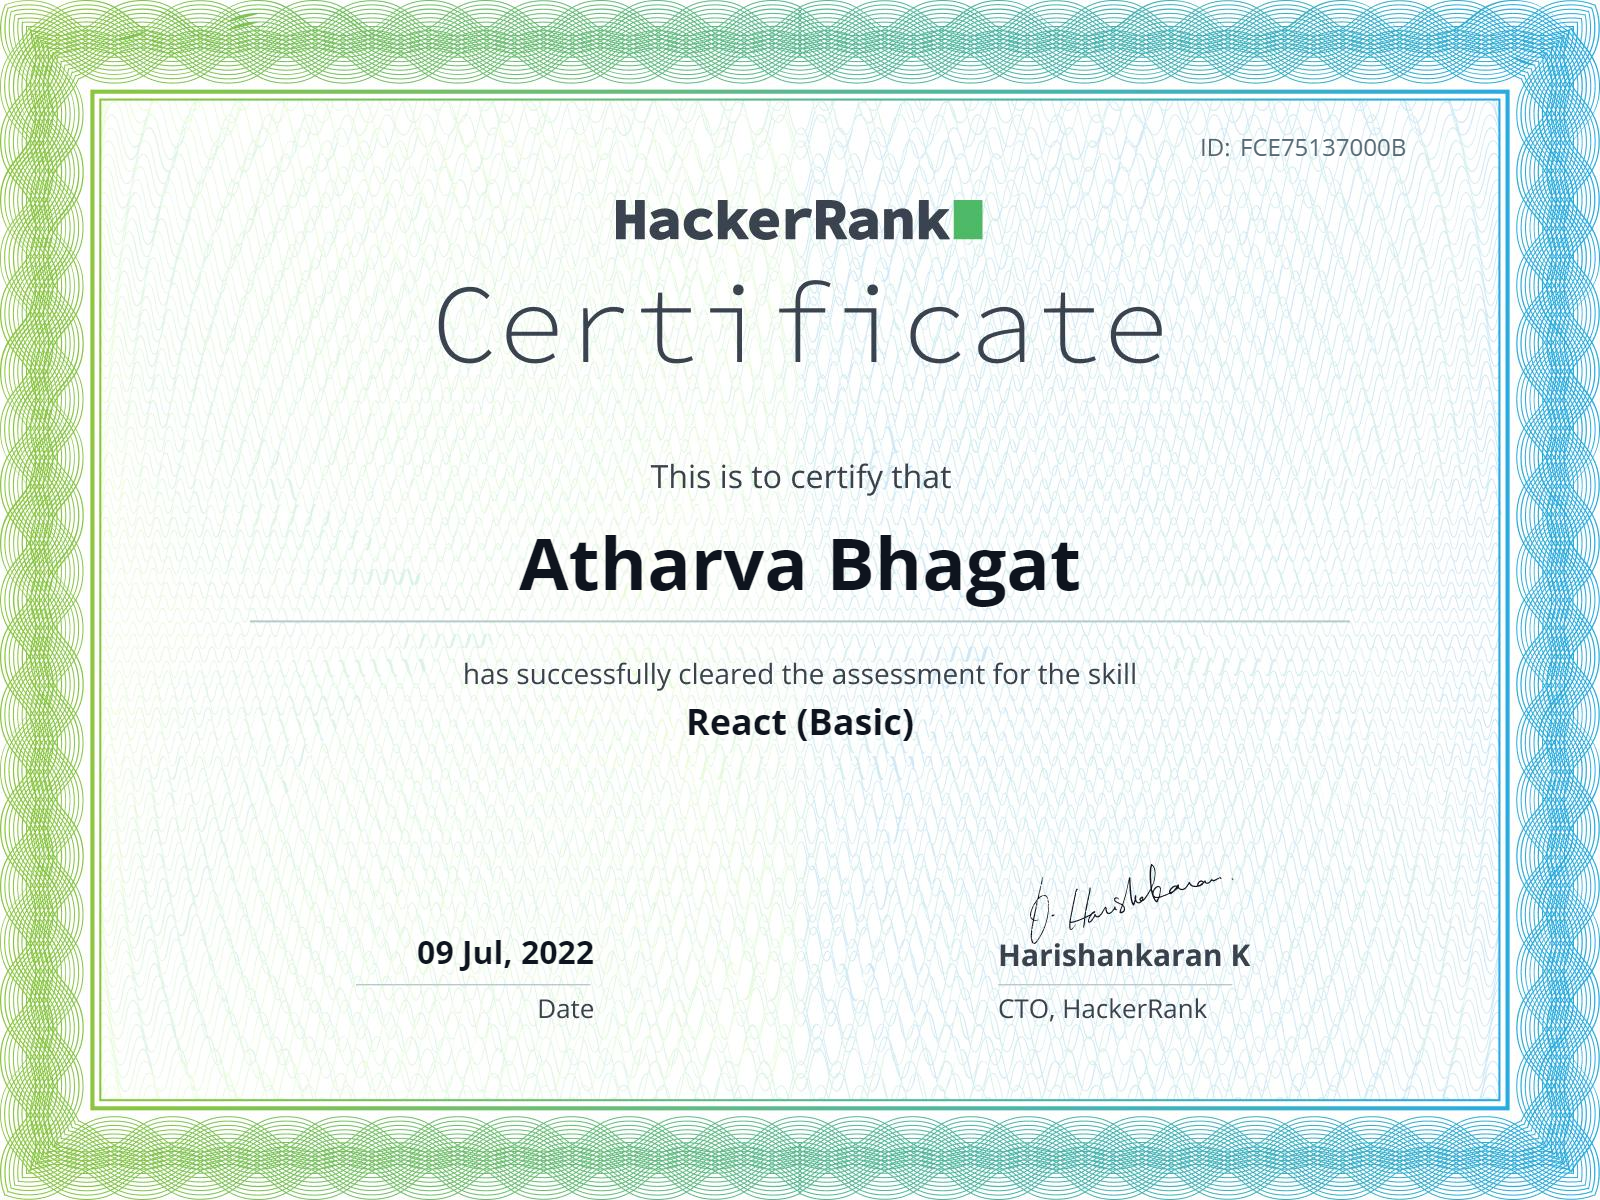 ID: FCE75137000B
HackerRank
Certificate
This is to certify that
Atharva Bhagat
has successfully cleared the assessment for the skill
React (Basic)
09 Jul, 2022
Date
Harishankaran K
CTO, HackerRank